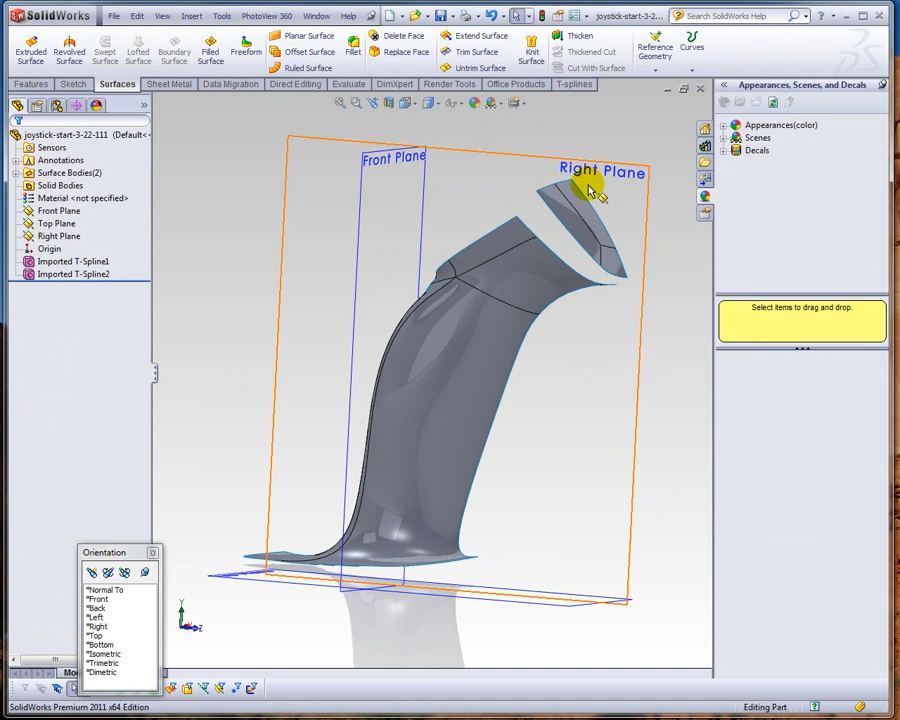 SolidWorks File Edit View Insert Tools PhotoView 360 Window Help joystick-start-3-22... Search SolidWorks Help
Extruded Surface Revolved Surface Swept Surface Lofted Surface Boundary Surface Filled Surface Freeform
Planar Surface
Offset Surface
Ruled Surface
Fillet
Delete Face
Replace Face
Extend Surface
Trim Surface
Untrim Surface
Knit Surface
Thicken
Thickened Cut
Cut With Surface
Reference Geometry
Curves
Features Sketch Surfaces Sheet Metal Data Migration Direct Editing Evaluate DimXpert Render Tools Office Products T-splines
joystick-start-3-22-111 (Default<
Sensors
Annotations
Surface Bodies(2)
Solid Bodies
Material <not specified>
Front Plane
Top Plane
Right Plane
Origin
Imported T-Spline1
Imported T-Spline2
Front Plane
Right Plane
Y
Z
Orientation
*Normal To
*Front
*Back
*Left
*Right
*Top
*Bottom
*Isometric
*Trimetric
*Dimetric
Appearances, Scenes, and Decals
Appearances(color)
Scenes
Decals
Select items to drag and drop.
SolidWorks Premium 2011 x64 Edition
Editing Part